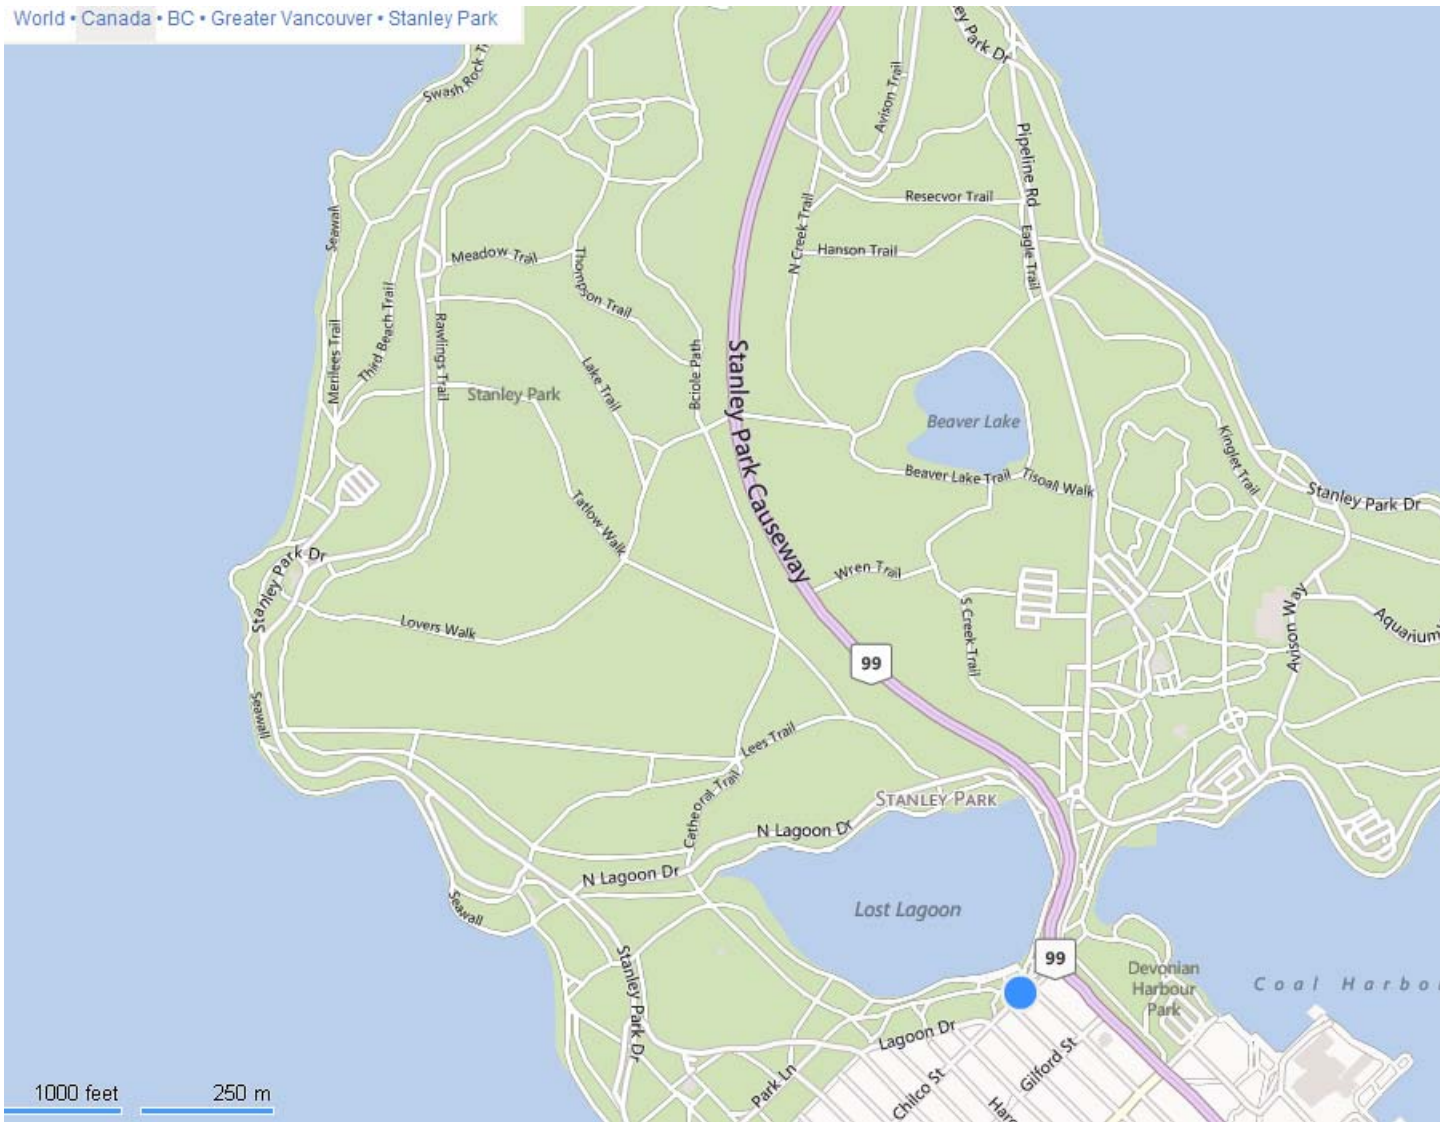 World • Canada • BC • Greater Vancouver • Stanley Park
ey Park Dr
Swash Rock T
Avison Trail
Pipeline Rd
Resecvor Trail
Seawall
N Creek Trail
Eagle Trail
Meadow Trail
Hanson Trail
Thompson Trail
Third Beach Trail
Merilees Trail
Rawlings Trail
Bciole Path
Stanley Park Causeway
Lake Trail
Stanley Park
Beaver Lake
Kinglet Trail
Beaver Lake Trail
Tisoall Walk
Stanley Park Dr
Tatlow Walk
Stanley Park Dr
Wren Trail
S Creek Trail
Avison Way
Aquarium
Lovers Walk
99
Seawall
Lees Trail
Catheoral Trail
STANLEY PARK
N Lagoon Dr
N Lagoon Dr
Seawall
Lost Lagoon
Stanley Park Dr
99
Devonian
Harbour
Park
Coal Harbo
Lagoon Dr
Gilford St
Park Ln
Chilco St
Haro
1000 feet
250 m